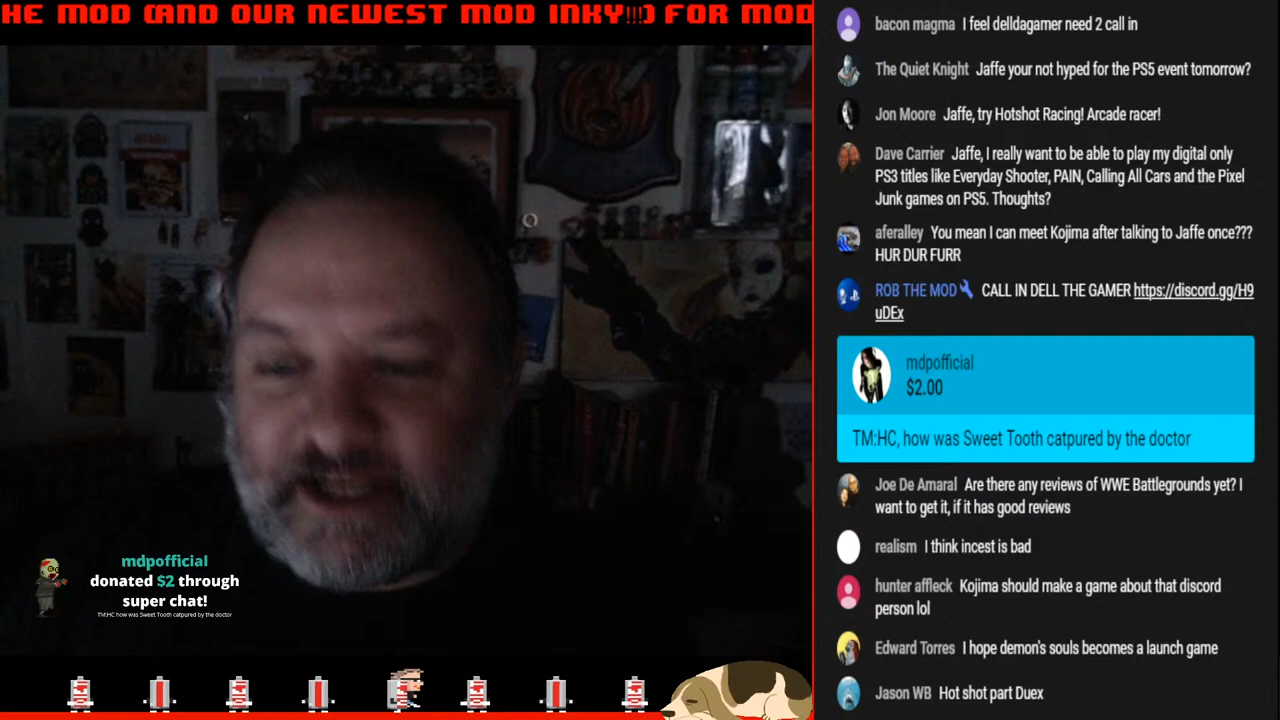 HE MOD (AND OUR NEWEST MOD INKY!!!) FOR MOD
bacon magma I feel delldagamer need 2 call in
The Quiet Knight Jaffe your not hyped for the PS5 event tomorrow?
Jon Moore Jaffe, try Hotshot Racing! Arcade racer!
Dave Carrier Jaffe, I really want to be able to play my digital only
PS3 titles like Everyday Shooter, PAIN, Calling All Cars and the Pixel
Junk games on PS5. Thoughts?
aferalley You mean I can meet Kojima after talking to Jaffe once???
HUR DUR FURR
ROB THE MOD CALL IN DELL THE GAMER https://discord.gg/H9
uDEx
mdpofficial
$2.00
TM:HC, how was Sweet Tooth catpured by the doctor
Joe De Amaral Are there any reviews of WWE Battlegrounds yet? I
want to get it, if it has good reviews
realism I think incest is bad
hunter affleck Kojima should make a game about that discord
person lol
Edward Torres I hope demon's souls becomes a launch game
Jason WB Hot shot part Duex
mdpofficial
donated $2 through
super chat!
TM:HC how was Sweet Tooth catpured by the doctor